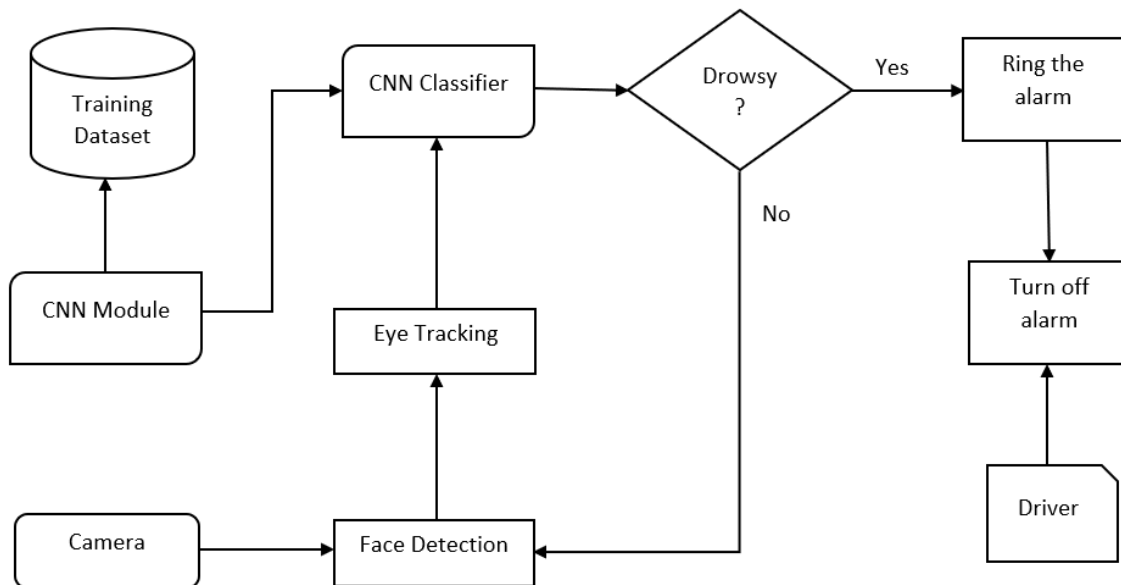 Training
Dataset
CNN Classifier
Drowsy
?
Yes
Ring the
alarm
No
CNN Module
Eye Tracking
Turn off
alarm
Camera
Face Detection
Driver